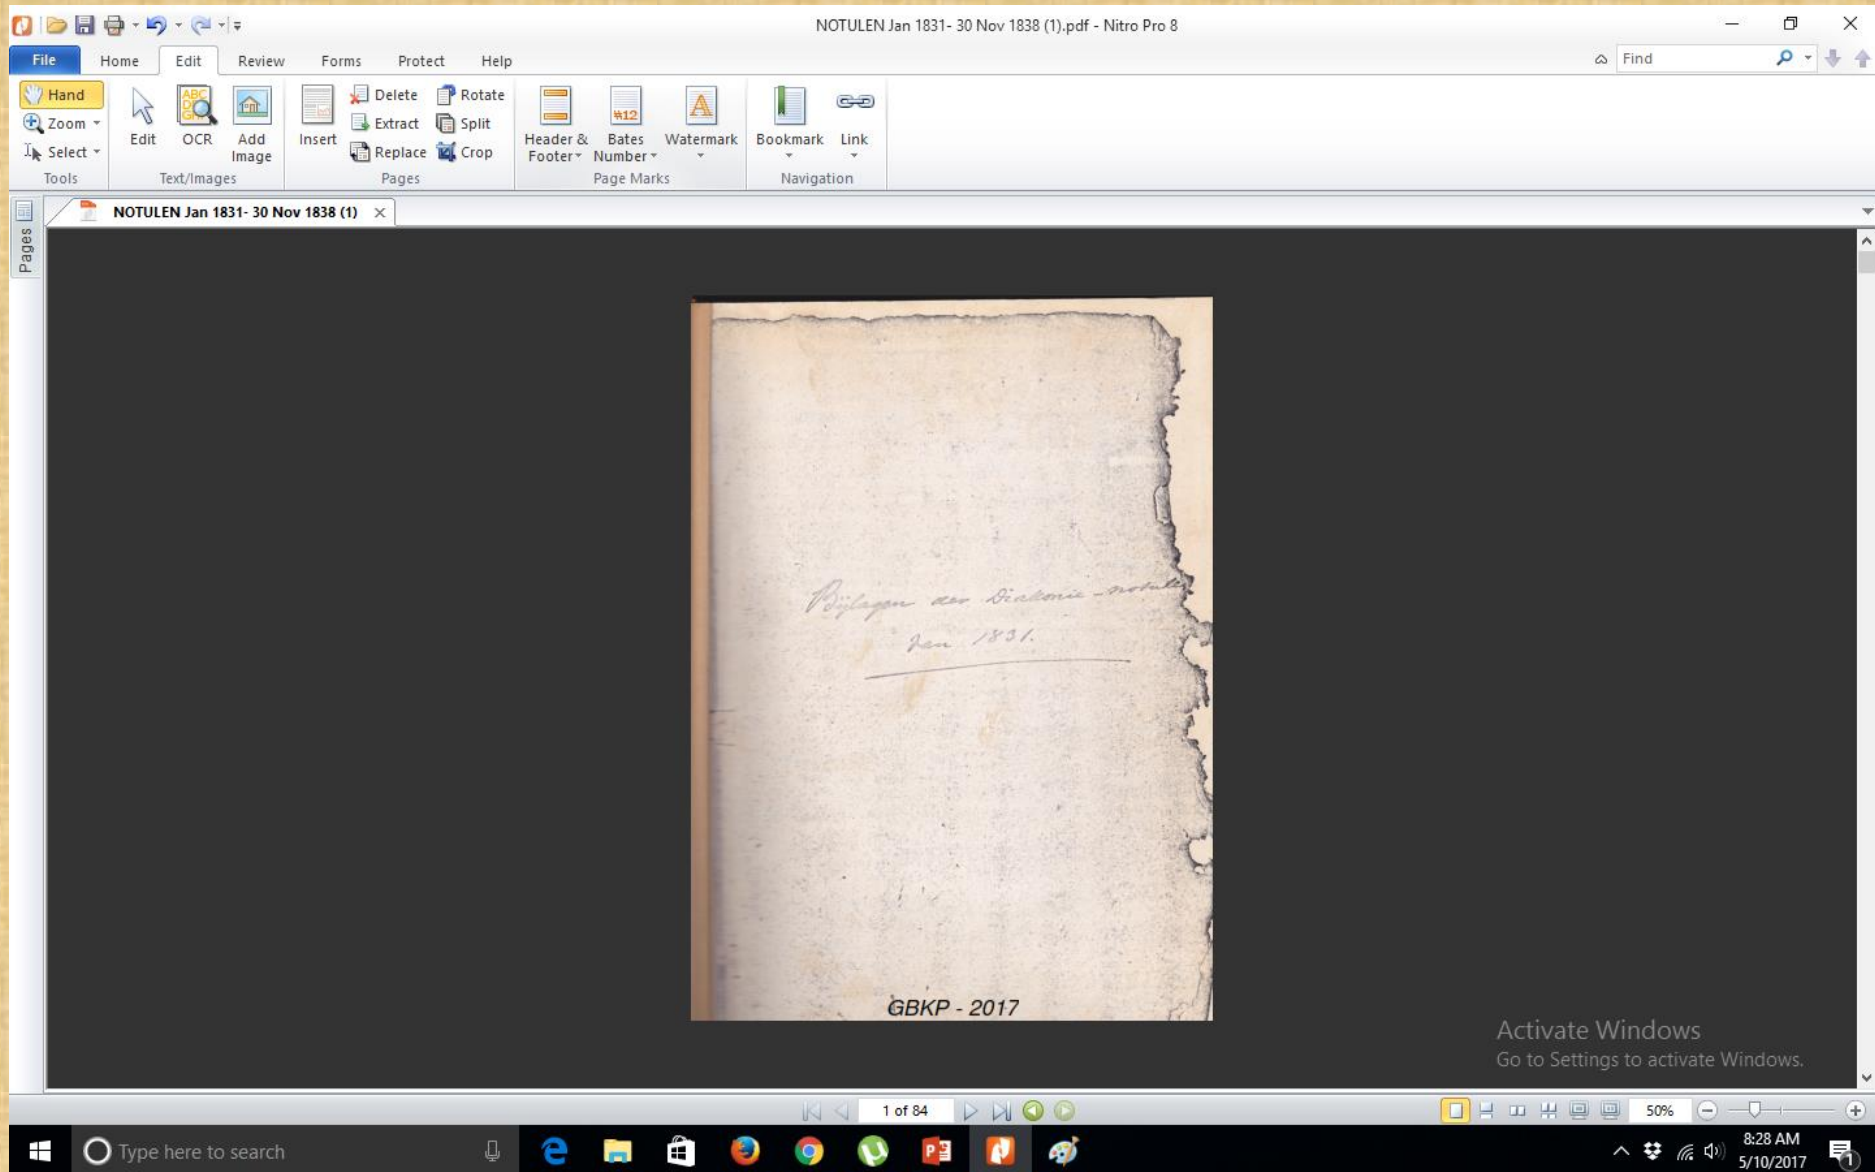 NOTULEN Jan 1831- 30 Nov 1838 (1).pdf - Nitro Pro 8
File Home Edit Review Forms Protect Help
Find
Hand
Zoom
Select
Tools
Edit OCR Add Image
Text/Images
Insert
Delete Rotate
Extract Split
Replace Crop
Pages
Header & Footer Bates Number Watermark
Page Marks
Bookmark Link
Navigation
NOTULEN Jan 1831- 30 Nov 1838 (1)
Pages
Bijlagen der Diakonie-notulen
Jan 1831.
GBKP - 2017
Activate Windows
Go to Settings to activate Windows.
1 of 84
50%
Type here to search
8:28 AM
5/10/2017